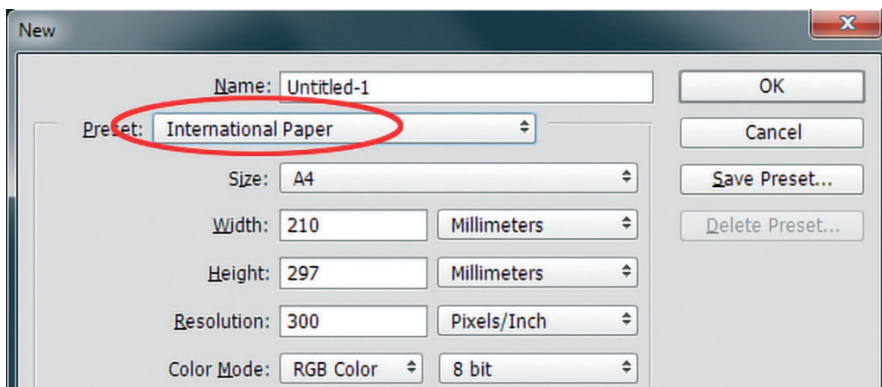 New
Name: Untitled-1 OK
Preset: International Paper Cancel
Size: A4 Save Preset...
Width: 210 Millimeters Delete Preset...
Height: 297 Millimeters
Resolution: 300 Pixels/Inch
Color Mode: RGB Color 8 bit